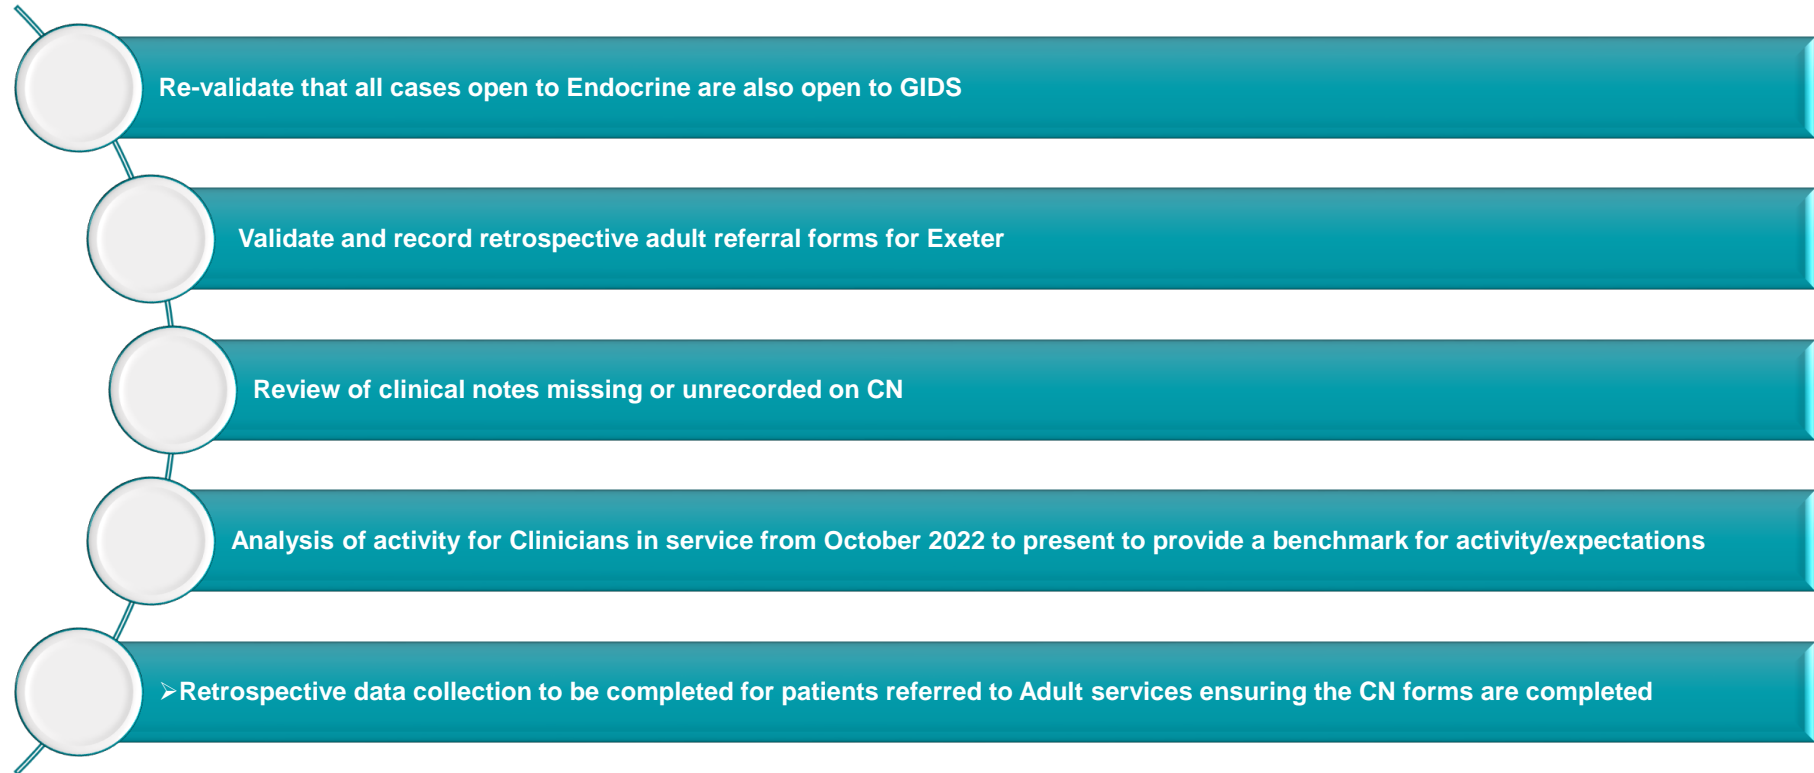 Re-validate that all cases open to Endocrine are also open to GIDS
Validate and record retrospective adult referral forms for Exeter
Review of clinical notes missing or unrecorded on CN
Analysis of activity for Clinicians in service from October 2022 to present to provide a benchmark for activity/expectations
➢Retrospective data collection to be completed for patients referred to Adult services ensuring the CN forms are completed